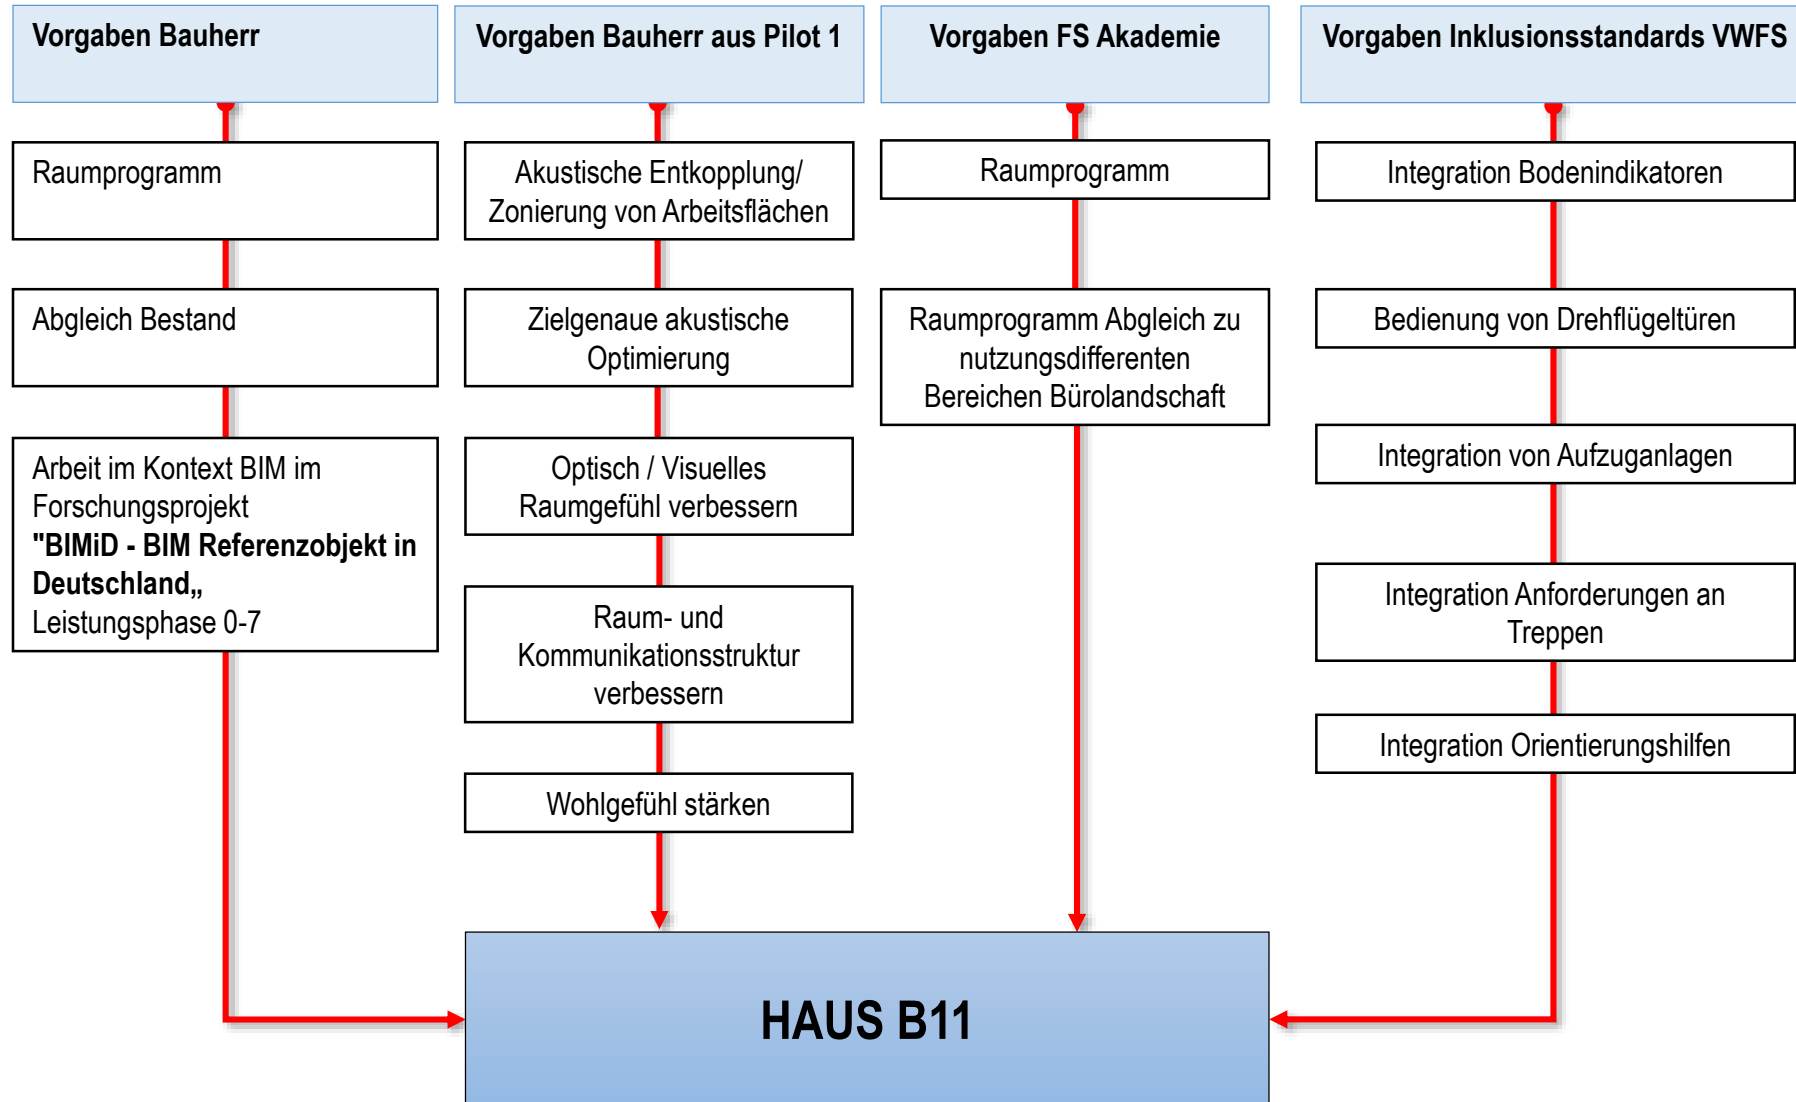 Vorgaben Bauherr
Raumprogramm
Abgleich Bestand
Arbeit im Kontext BIM im
Forschungsprojekt
"BIMiD - BIM Referenzobjekt in
Deutschland„
Leistungsphase 0-7
Vorgaben Bauherr aus Pilot 1
Akustische Entkopplung/
Zonierung von Arbeitsflächen
Zielgenaue akustische
Optimierung
Optisch / Visuelles
Raumgefühl verbessern
Raum- und
Kommunikationsstruktur
verbessern
Wohlgefühl stärken
Vorgaben FS Akademie
Raumprogramm
Raumprogramm Abgleich zu
nutzungsdifferenten
Bereichen Bürolandschaft
Vorgaben Inklusionsstandards VWFS
Integration Bodenindikatoren
Bedienung von Drehflügeltüren
Integration von Aufzuganlagen
Integration Anforderungen an
Treppen
Integration Orientierungshilfen
HAUS B11